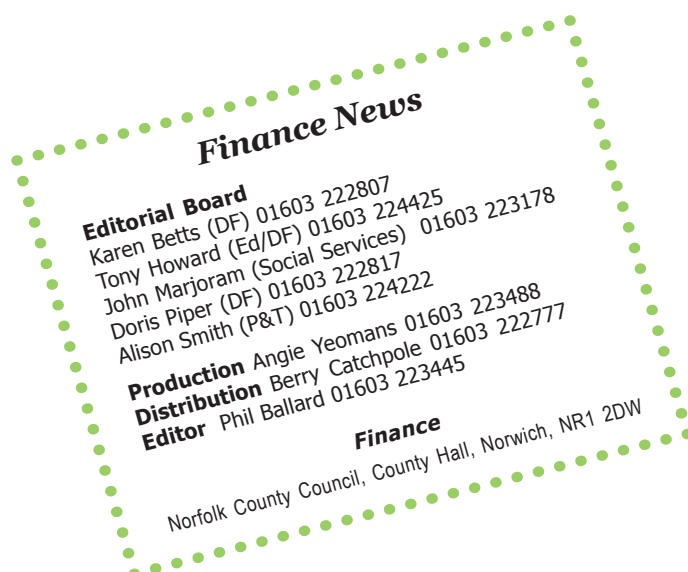 Finance News
Editorial Board
Karen Betts (DF) 01603 222807
Tony Howard (Ed/DF) 01603 224425
John Marjoram (Social Services) 01603 223178
Doris Piper (DF) 01603 222817
Alison Smith (P&T) 01603 224222
Production Angie Yeomans 01603 223488
Distribution Berry Catchpole 01603 222777
Editor Phil Ballard 01603 223445
Finance
Norfolk County Council, County Hall, Norwich, NR1 2DW